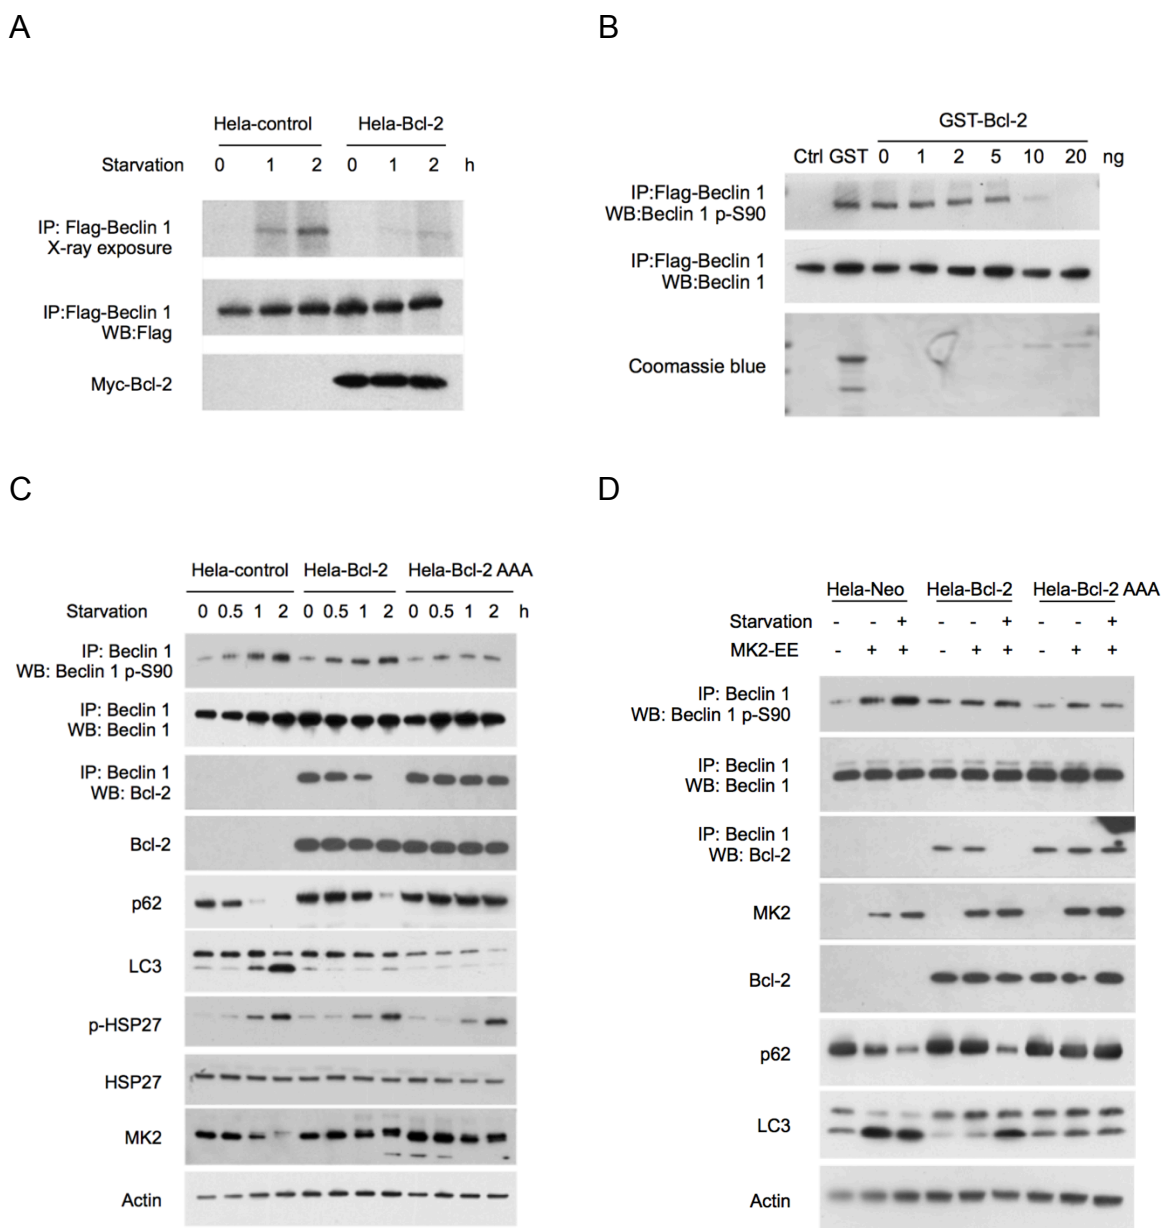 A
Hela-control Hela-Bcl-2
Starvation 0 1 2 0 1 2 h
IP: Flag-Beclin 1
X-ray exposure
IP:Flag-Beclin 1
WB:Flag
Myc-Bcl-2
B
GST-Bcl-2
Ctrl GST 0 1 2 5 10 20 ng
IP:Flag-Beclin 1
WB:Beclin 1 p-S90
IP:Flag-Beclin 1
WB:Beclin 1
Coomassie blue
C
Hela-control Hela-Bcl-2 Hela-Bcl-2 AAA
Starvation 0 0.5 1 2 0 0.5 1 2 0 0.5 1 2 h
IP: Beclin 1
WB: Beclin 1 p-S90
IP: Beclin 1
WB: Beclin 1
IP: Beclin 1
WB: Bcl-2
Bcl-2
p62
LC3
p-HSP27
HSP27
MK2
Actin
D
Hela-Neo Hela-Bcl-2 Hela-Bcl-2 AAA
Starvation - - + - - + - - +
MK2-EE - + + - + + - + +
IP: Beclin 1
WB: Beclin 1 p-S90
IP: Beclin 1
WB: Beclin 1
IP: Beclin 1
WB: Bcl-2
MK2
Bcl-2
p62
LC3
Actin